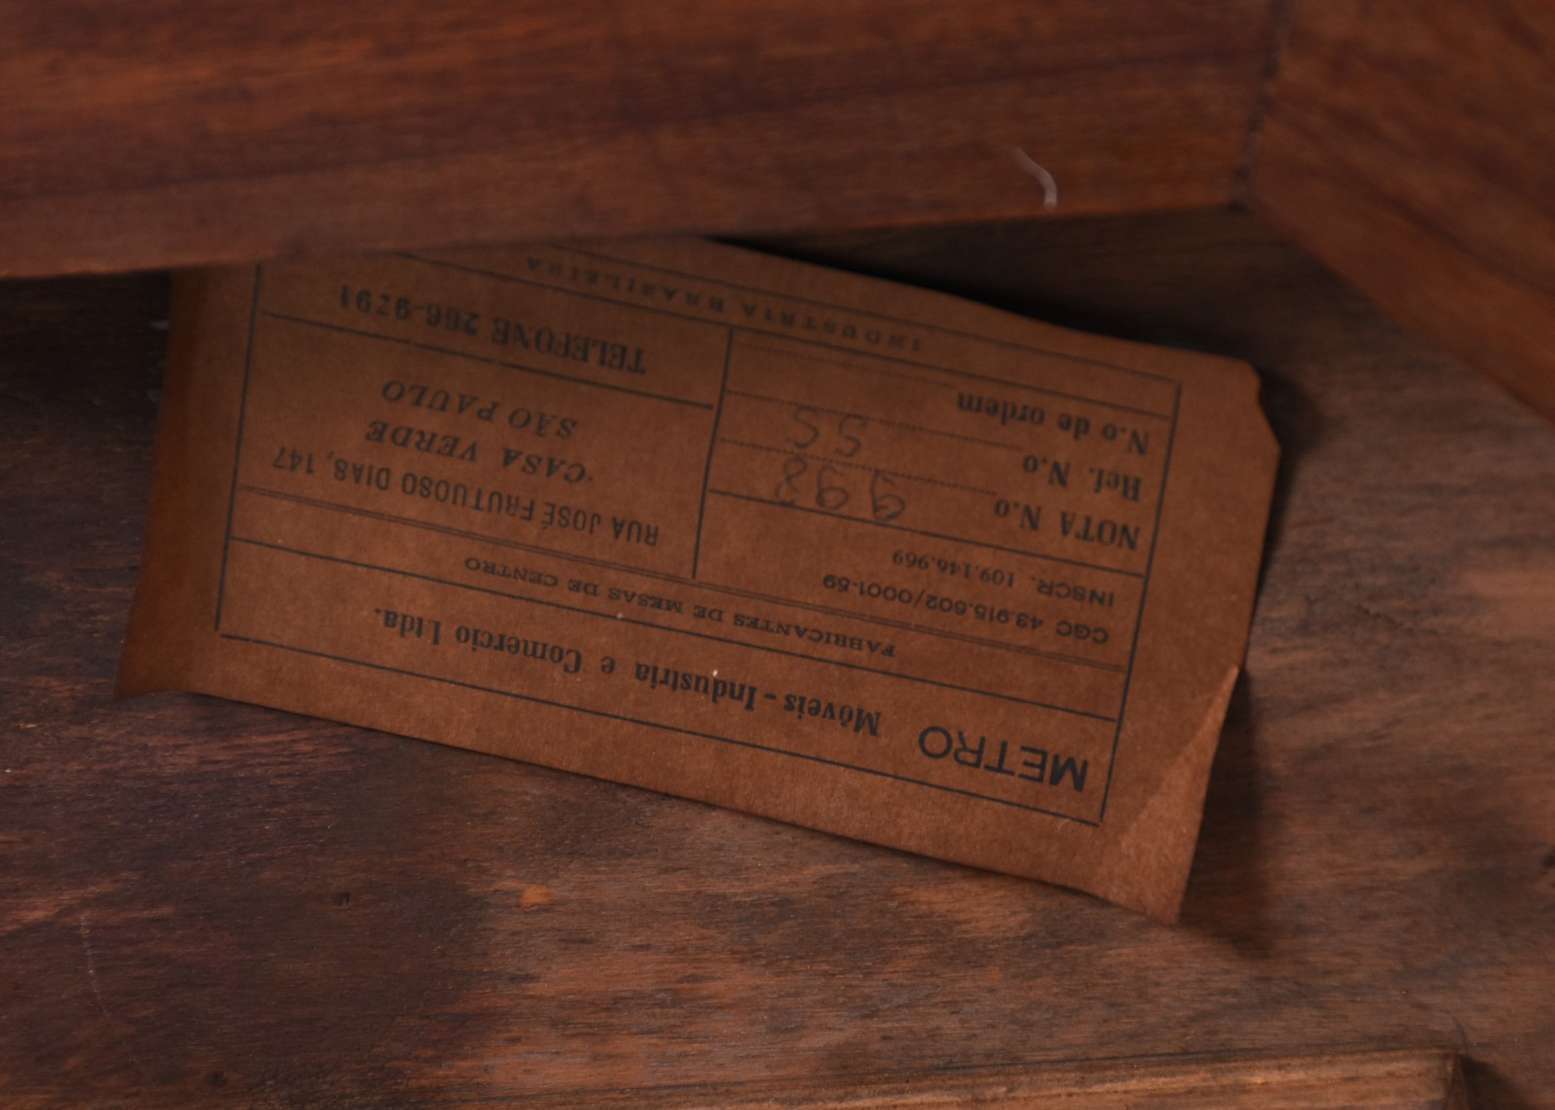 METRO Móveis - Industria e Comercio Ltda.
FABRICANTES DE MESAS DE CENTRO
CGC 43.915.602/0001-59
INSCR. 109.146.969
NOTA N.o 998
Rel. N.o 55
N.o de ordem
RUA JOSÉ FRUTUOSO DIAS, 147
CASA VERDE
SÃO PAULO
TELEFONE 266-9791
INDUSTRIA BRASILEIRA